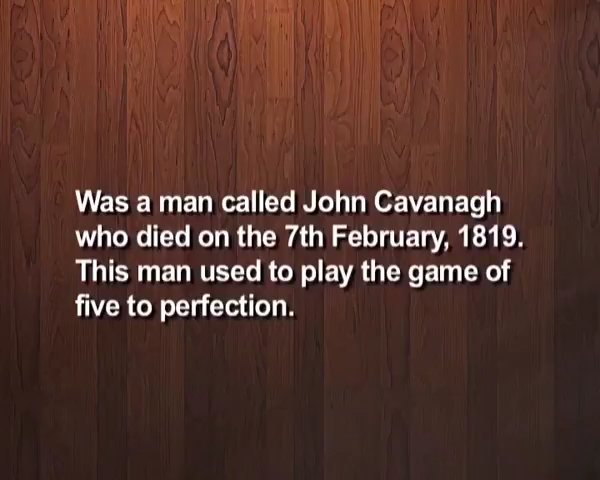 Was a man called John Cavanagh
who died on the 7th February, 1819.
This man used to play the game of
five to perfection.